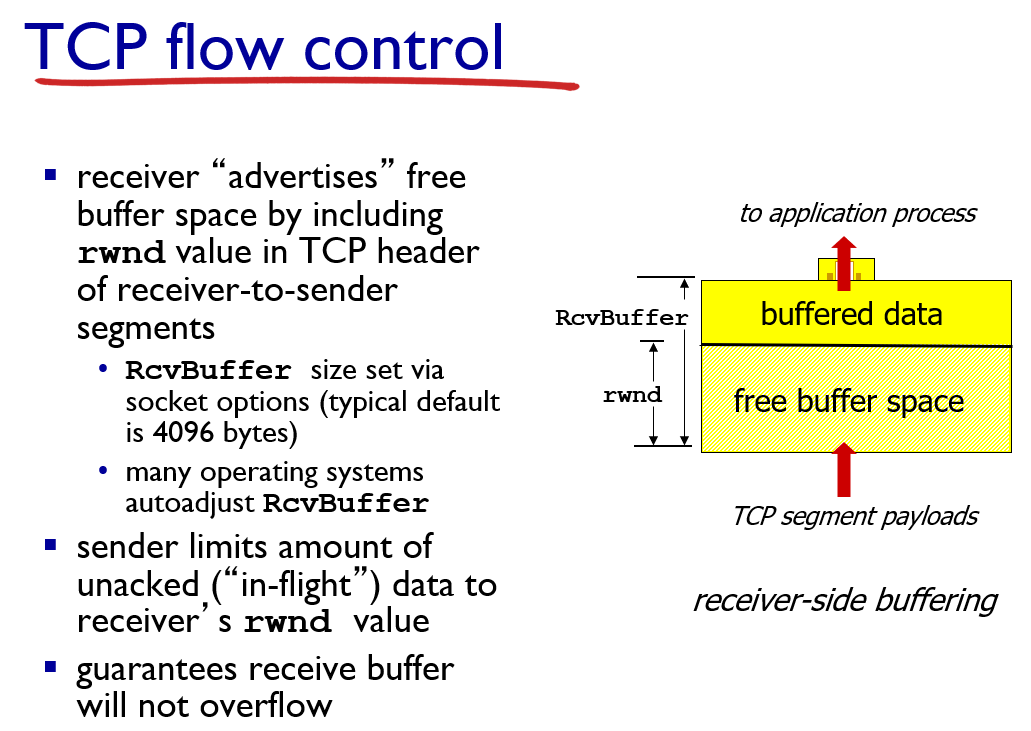 TCP flow control
▪ receiver “advertises” free
buffer space by including
rwnd value in TCP header
of receiver-to-sender
segments
• RcvBuffer size set via
socket options (typical default
is 4096 bytes)
• many operating systems
autoadjust RcvBuffer
▪ sender limits amount of
unacked (“in-flight”) data to
receiver’s rwnd value
▪ guarantees receive buffer
will not overflow
to application process
RcvBuffer
buffered data
rwnd
free buffer space
TCP segment payloads
receiver-side buffering